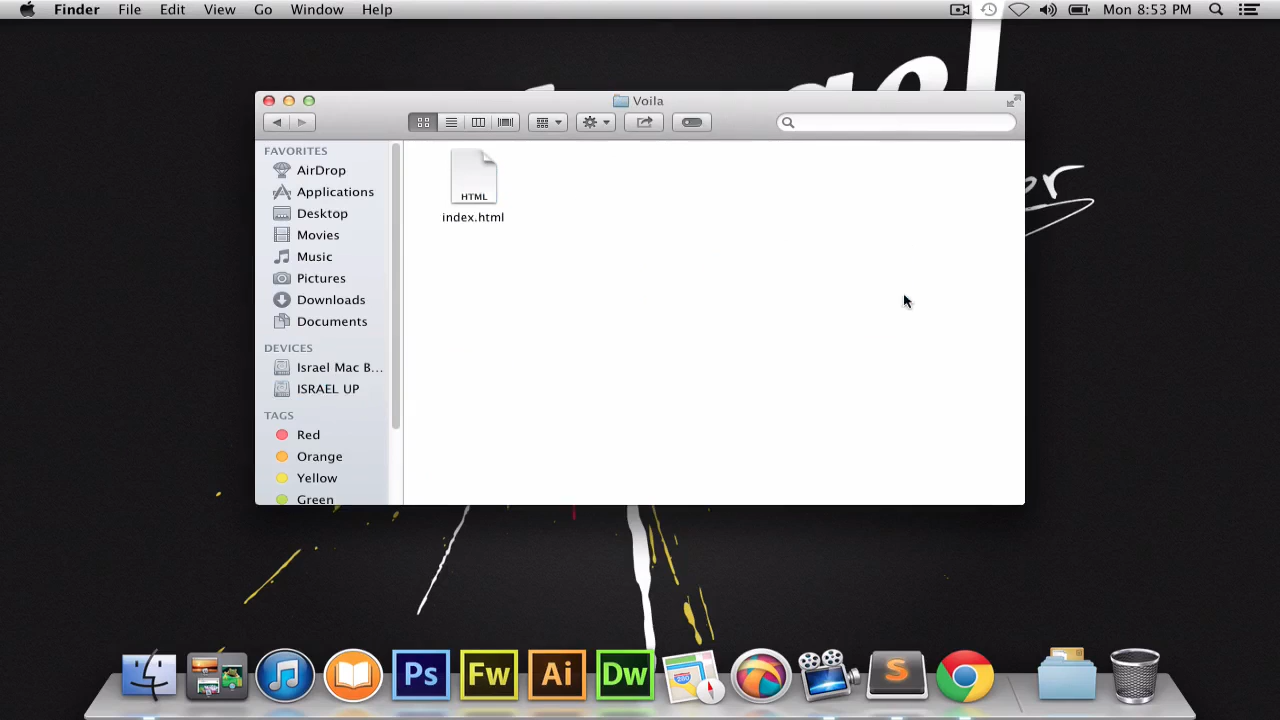 Finder File Edit View Go Window Help Mon 8:53 PM
Voila
FAVORITES
AirDrop
Applications
Desktop
Movies
Music
Pictures
Downloads
Documents
DEVICES
Israel Mac B...
ISRAEL UP
TAGS
Red
Orange
Yellow
Green
HTML
index.html
Ps Fw Ai Dw S